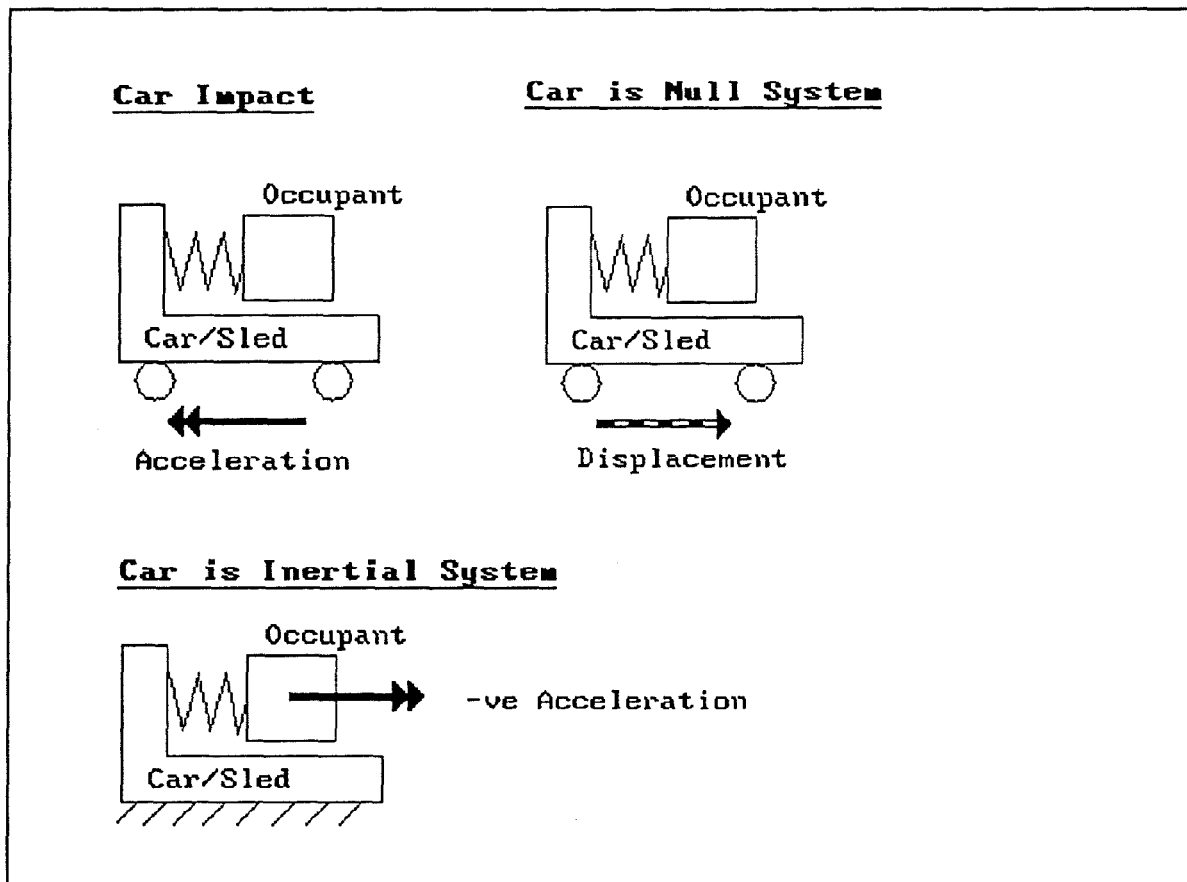 Car Impact
Car is Null System
Occupant
Occupant
Car/Sled
Car/Sled
Acceleration
Displacement
Car is Inertial System
Occupant
-ve Acceleration
Car/Sled